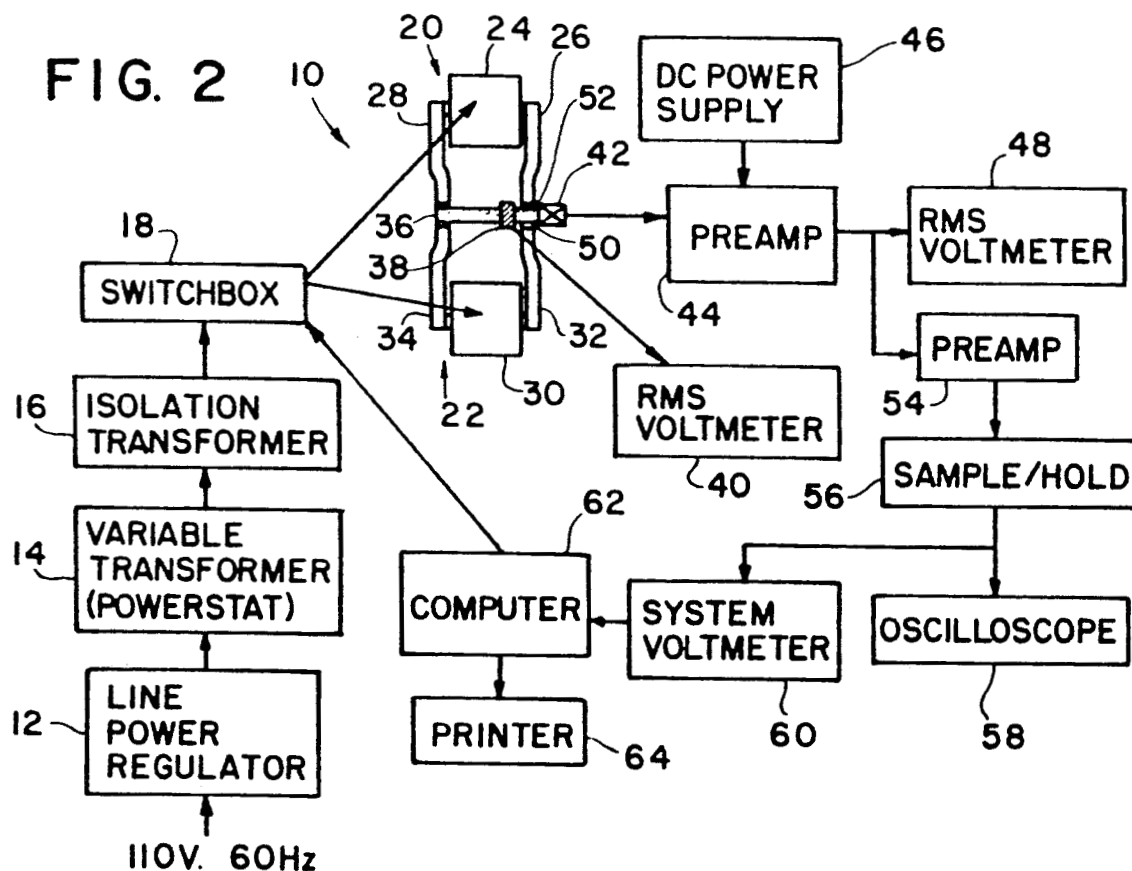 FIG. 2
10
20
24
26
28
52
42
46
DC POWER
SUPPLY
48
RMS
VOLTMETER
PREAMP
44
36
38
50
18
SWITCHBOX
34
32
30
22
PREAMP
54
RMS
VOLTMETER
40
16
ISOLATION
TRANSFORMER
56
SAMPLE/HOLD
14
VARIABLE
TRANSFORMER
(POWERSTAT)
62
COMPUTER
SYSTEM
VOLTMETER
60
OSCILLOSCOPE
58
12
LINE
POWER
REGULATOR
PRINTER
64
110V. 60Hz